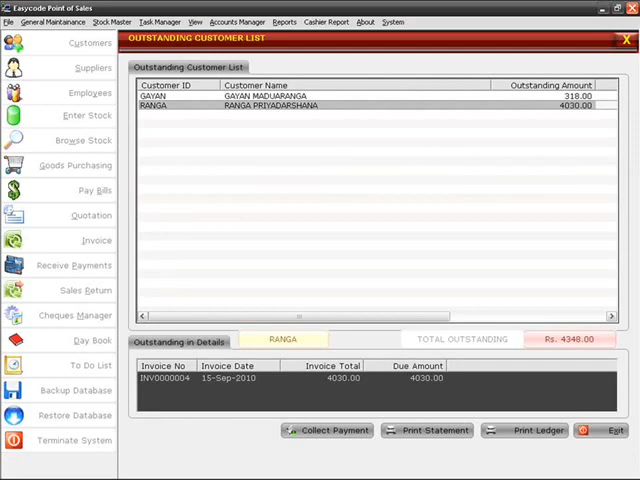 Easycode Point of Sales
File General Maintainance Stock Master Task Manager View Accounts Manager Reports Cashier Report About System
Customers
Suppliers
Employees
Enter Stock
Browse Stock
Goods Purchasing
Pay Bills
Quotation
Invoice
Receive Payments
Sales Return
Cheques Manager
Day Book
To Do List
Backup Database
Restore Database
Terminate System
OUTSTANDING CUSTOMER LIST X
Outstanding Customer List
Customer ID Customer Name Outstanding Amount
GAYAN GAYAN MADUARANGA 318.00
RANGA RANGA PRIYADARSHANA 4030.00
Outstanding in Details RANGA TOTAL OUTSTANDING Rs. 4348.00
Invoice No Invoice Date Invoice Total Due Amount
INV0000004 15-Sep-2010 4030.00 4030.00
Collect Payment Print Statement Print Ledger Exit